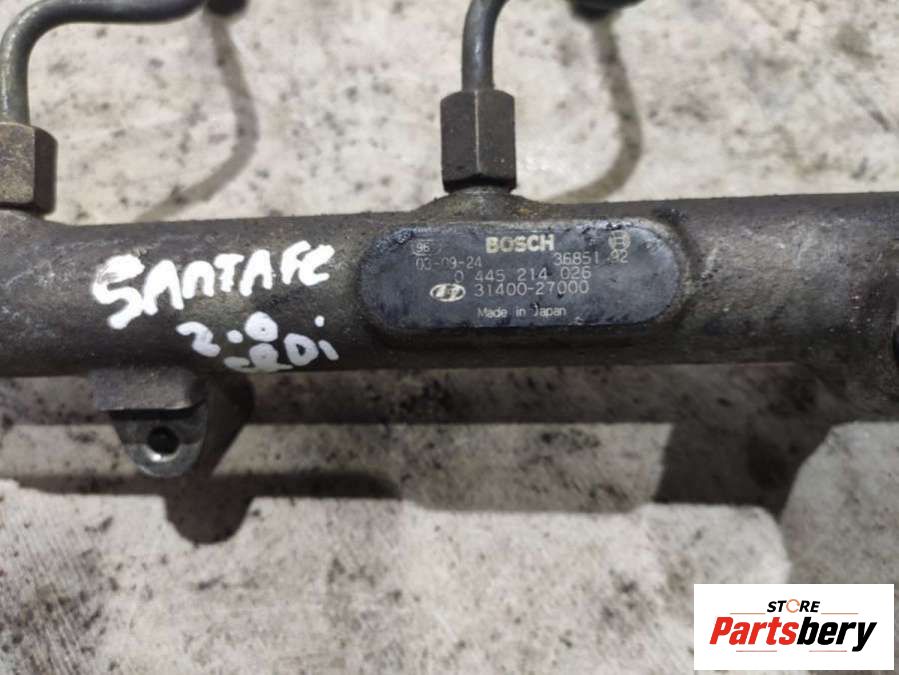 96
BOSCH
03-09-24 36851 92
0 445 214 026
31400-27000
Made in Japan
SANTAFE
2.0
CRDi
STORE
Partsbery